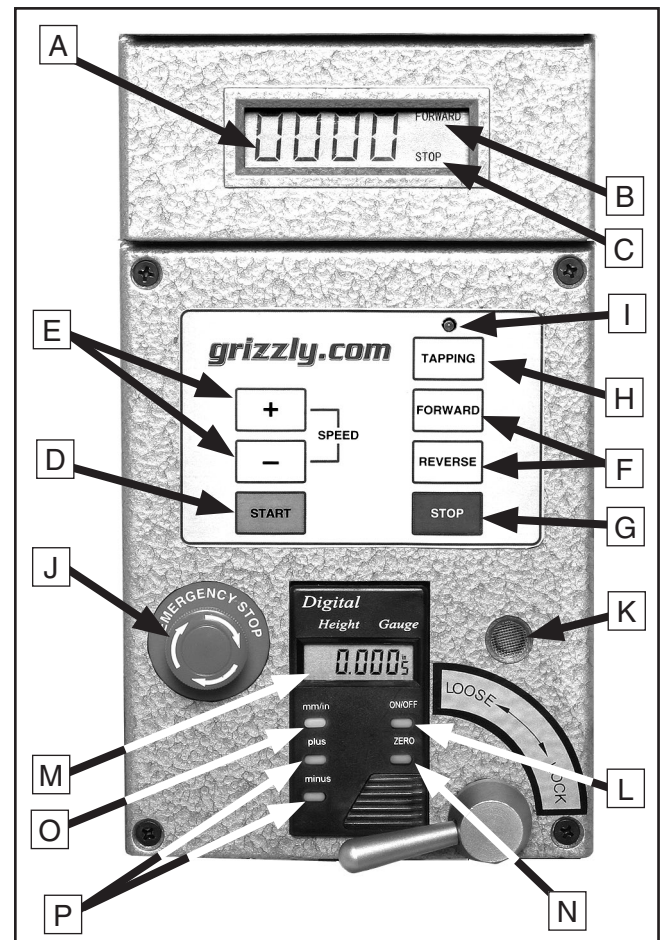 A
0000
FORWARD
STOP
B
C
I
E
grizzly.com
TAPPING
H
+
SPEED
FORWARD
F
−
REVERSE
D
START
STOP
G
J
EMERGENCY STOP
Digital
Height Gauge
0.0005 in
K
LOOSE
LOCK
mm/in
ON/OFF
plus
ZERO
minus
M
L
O
P
N